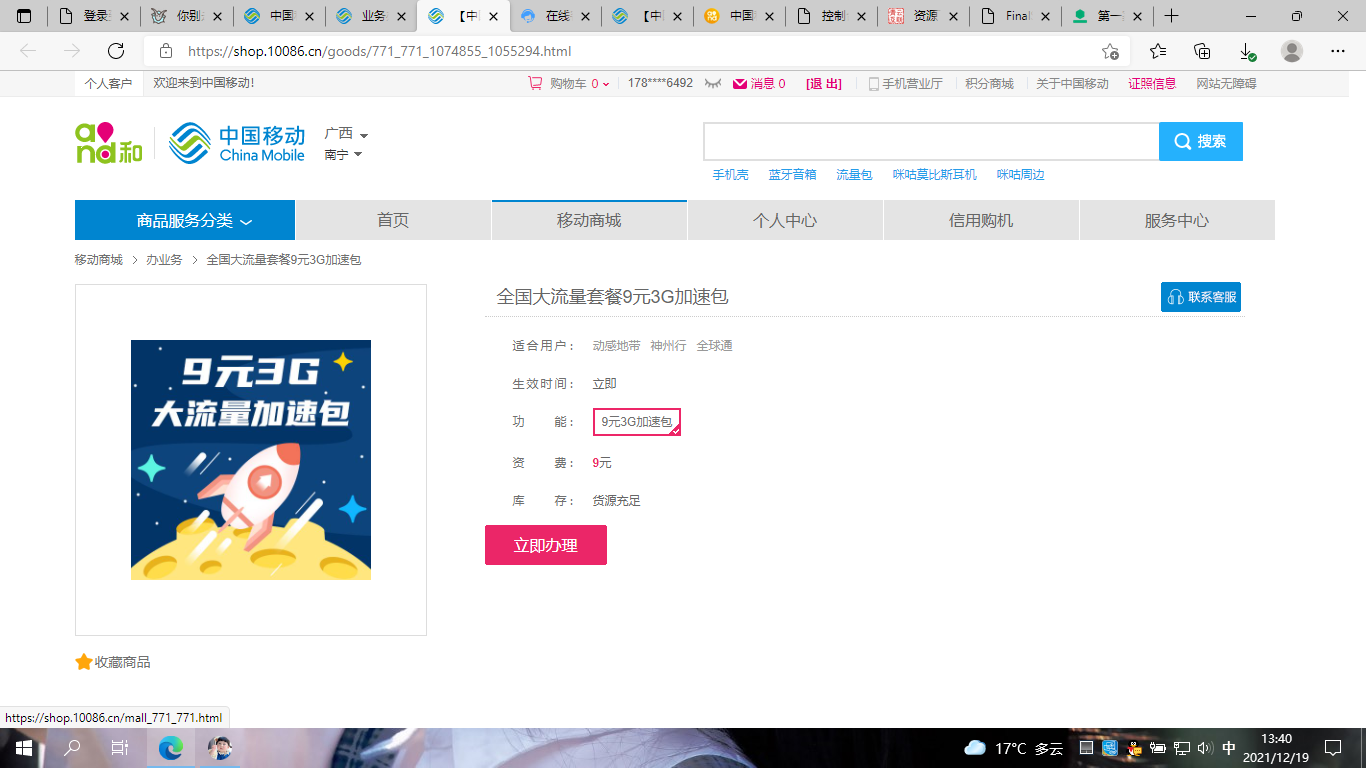 登录
你别
中国
业务
【中
在线
【中
中国
控制
资源
Final
第一
https://shop.10086.cn/goods/771_771_1074855_1055294.html
个人客户 欢迎来到中国移动! 购物车 0 178****6492 消息 0 [退 出] 手机营业厅 积分商城 关于中国移动 证照信息 网站无障碍
and和 中国移动 China Mobile
广西
南宁
搜索
手机壳 蓝牙音箱 流量包 咪咕莫比斯耳机 咪咕周边
商品服务分类 首页 移动商城 个人中心 信用购机 服务中心
移动商城 > 办业务 > 全国大流量套餐9元3G加速包
9元3G
大流量加速包
收藏商品
全国大流量套餐9元3G加速包
联系客服
适合用户: 动感地带 神州行 全球通
生效时间: 立即
功 能: 9元3G加速包
资 费: 9元
库 存: 货源充足
立即办理
https://shop.10086.cn/mall_771_771.html
17°C 多云
中
13:40
2021/12/19